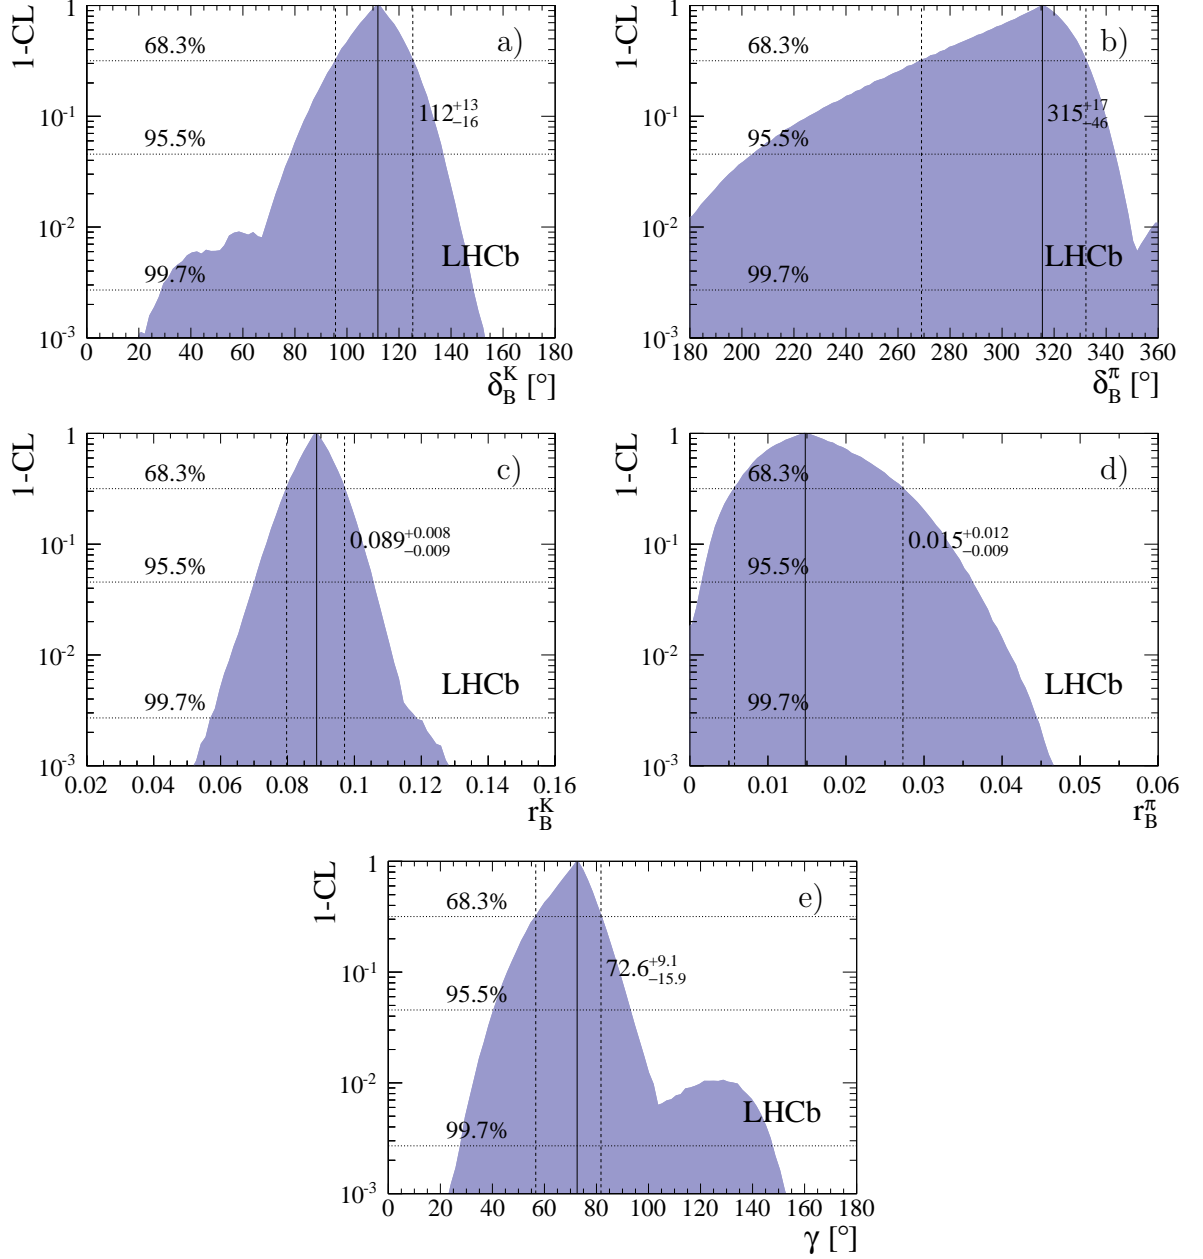 1-CL
1
10⁻¹
10⁻²
10⁻³
68.3%
95.5%
99.7%
a)
112 +13 −16
LHCb
0 20 40 60 80 100 120 140 160 180
δ_B^K [°]
1-CL
1
10⁻¹
10⁻²
10⁻³
68.3%
95.5%
99.7%
b)
315 +17 −46
LHCb
180 200 220 240 260 280 300 320 340 360
δ_B^π [°]
1-CL
1
10⁻¹
10⁻²
10⁻³
68.3%
95.5%
99.7%
c)
0.089 +0.008 −0.009
LHCb
0.02 0.04 0.06 0.08 0.1 0.12 0.14 0.16
r_B^K
1-CL
1
10⁻¹
10⁻²
10⁻³
68.3%
95.5%
99.7%
d)
0.015 +0.012 −0.009
LHCb
0 0.01 0.02 0.03 0.04 0.05 0.06
r_B^π
1-CL
1
10⁻¹
10⁻²
10⁻³
68.3%
95.5%
99.7%
e)
72.6 +9.1 −15.9
LHCb
0 20 40 60 80 100 120 140 160 180
γ [°]